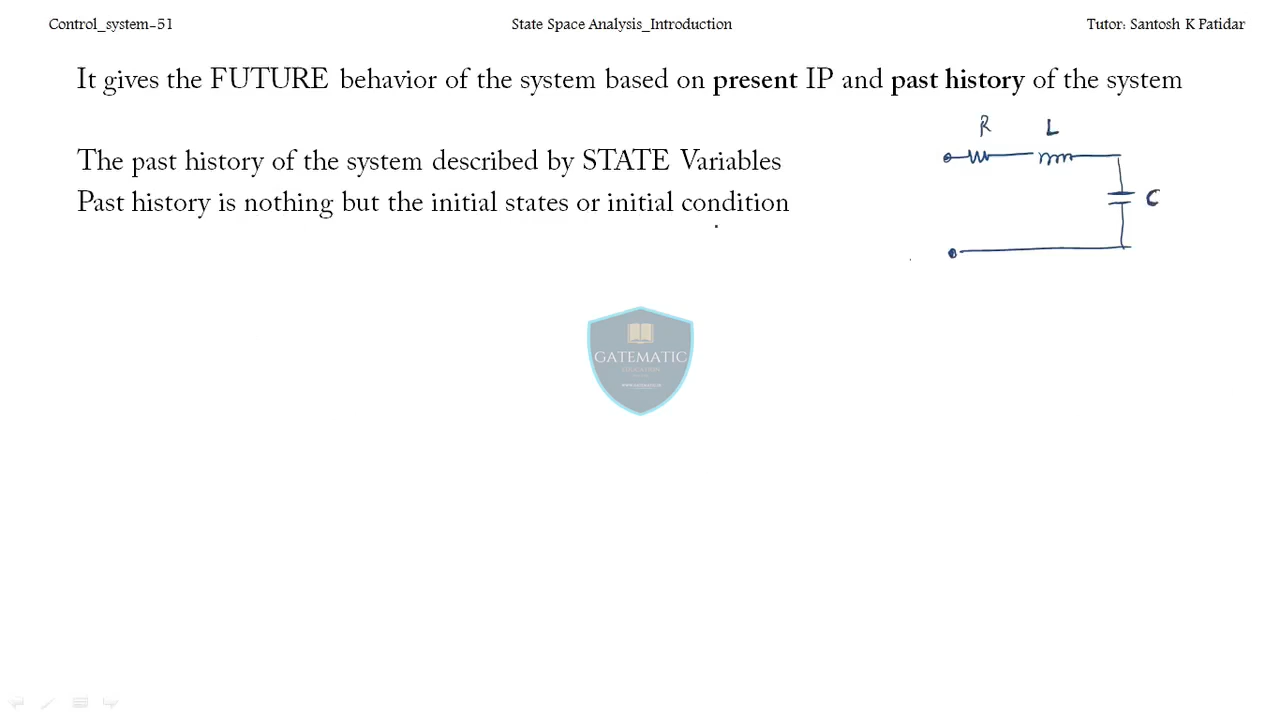 Control_system-51 State Space Analysis_Introduction Tutor: Santosh K Patidar
It gives the FUTURE behavior of the system based on present IP and past history of the system
R L
The past history of the system described by STATE Variables
Past history is nothing but the initial states or initial condition
C
GATEMATIC
EDUCATION